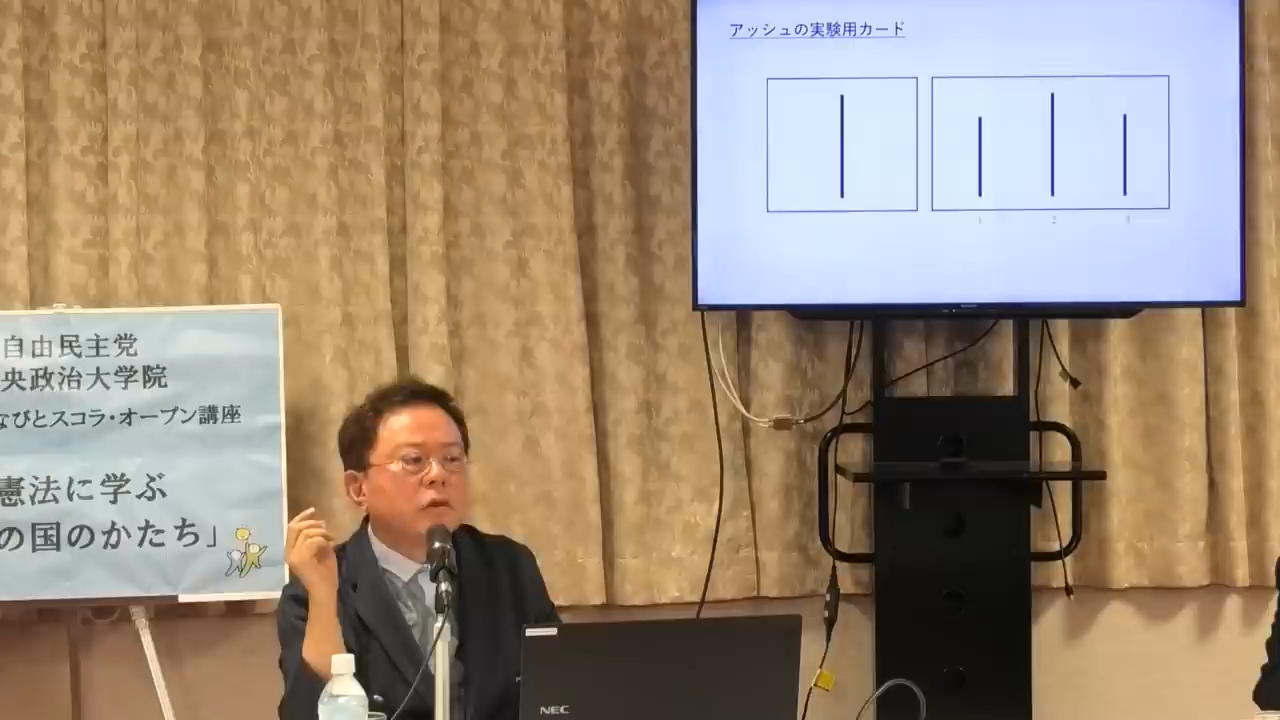 アッシュの実験用カード
1 2 3
自由民主党
央政治大学院
なびとスコラ・オープン講座
憲法に学ぶ
の国のかたち」
NEC